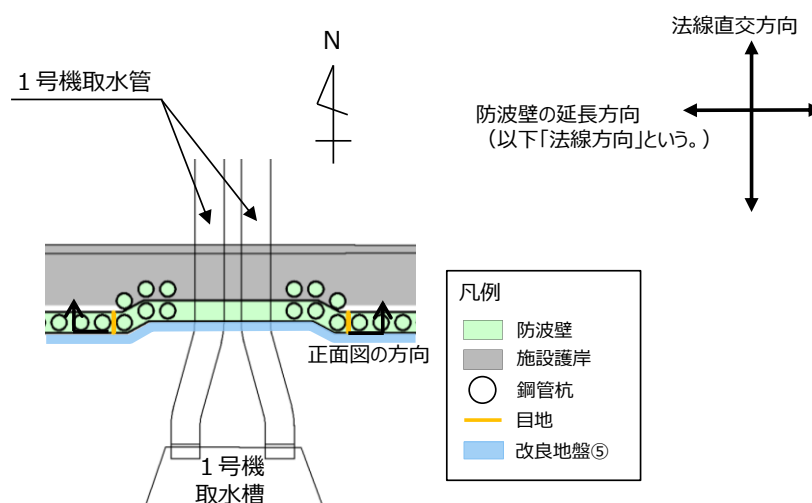 法線直交方向
N
１号機取水管
防波壁の延長方向
（以下「法線方向」という。）
正面図の方向
１号機
取水槽
凡例
防波壁
施設護岸
鋼管杭
目地
改良地盤⑤